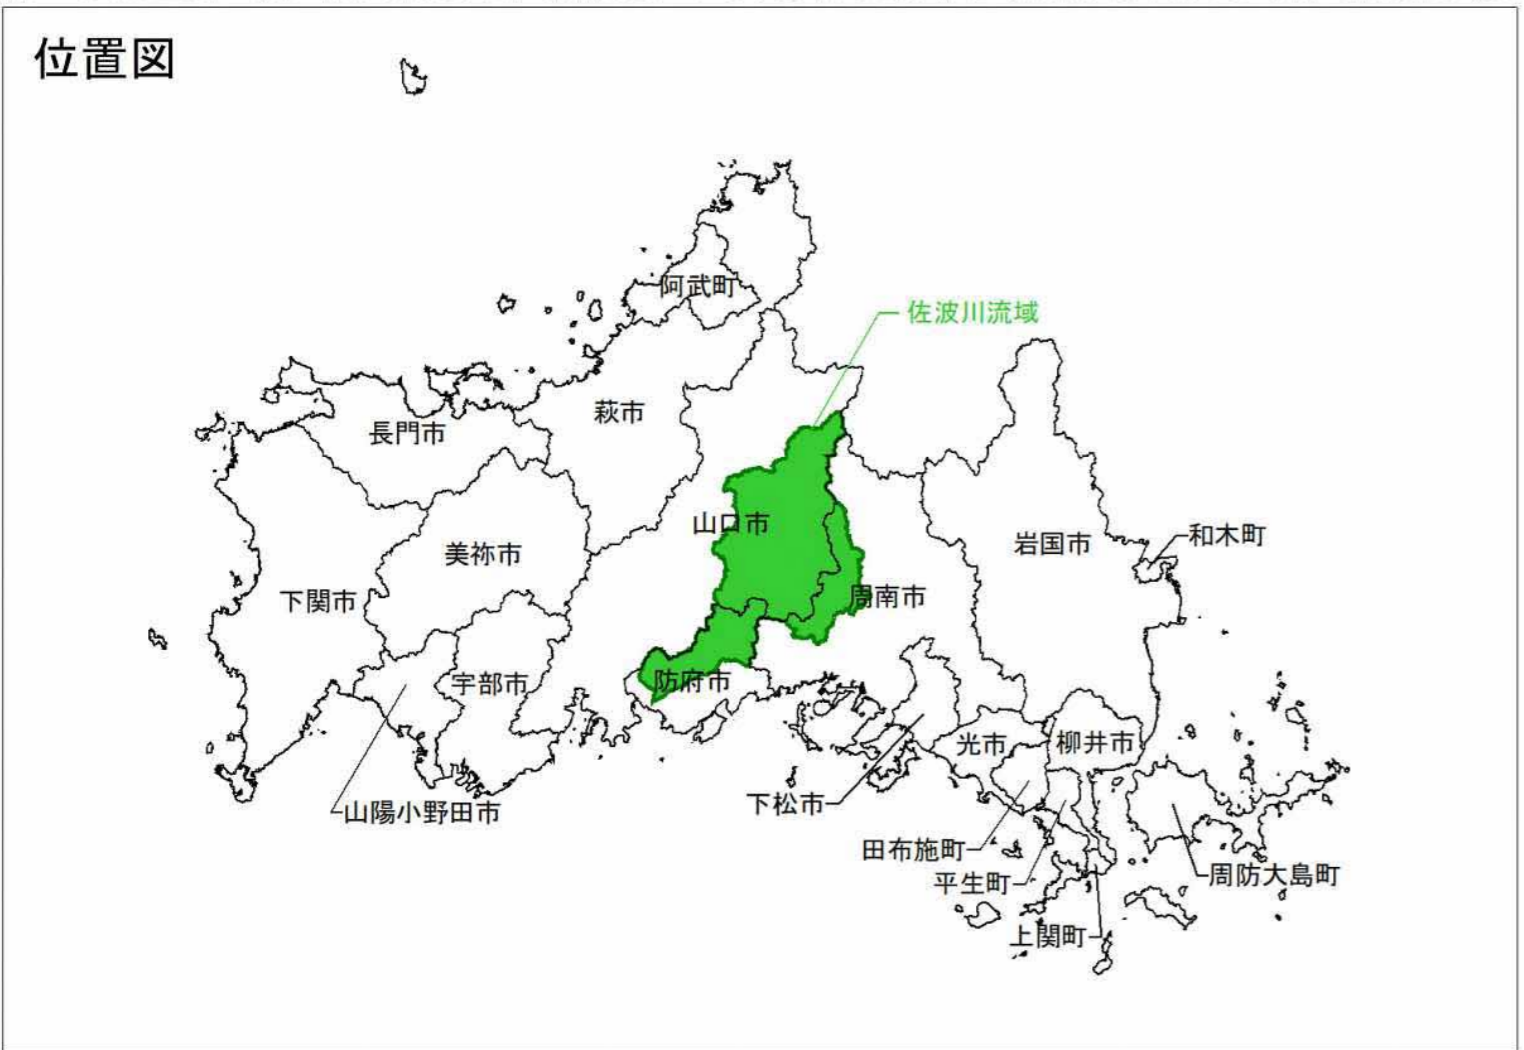 位置図
阿武町
佐波川流域
萩市
長門市
山口市
和木町
岩国市
美祢市
下関市
周南市
防府市
宇部市
光市
柳井市
下松市
山陽小野田市
田布施町
周防大島町
平生町
上関町